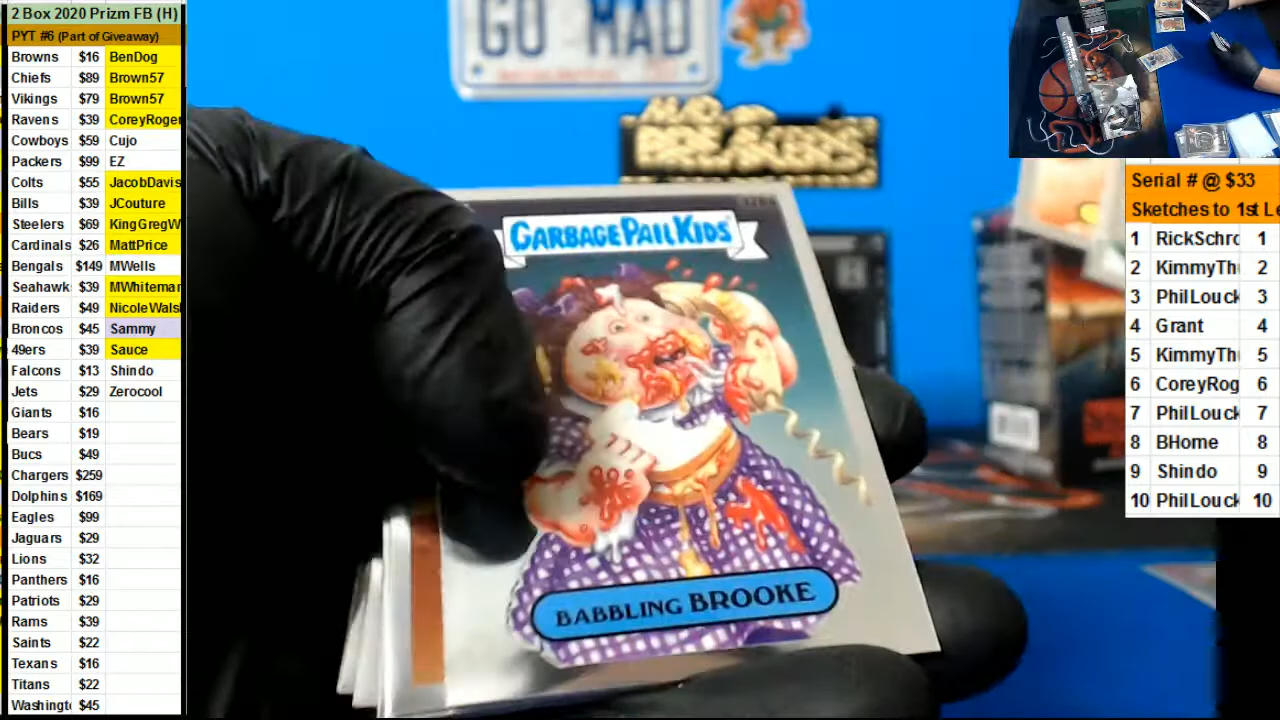 2 Box 2020 Prizm FB (H)
PYT #6 (Part of Giveaway)
Browns $16 BenDog
Chiefs $89 Brown57
Vikings $79 Brown57
Ravens $39 CoreyRoger
Cowboys $59 Cujo
Packers $99 EZ
Colts $55 JacobDavis
Bills $39 JCouture
Steelers $69 KingGregW
Cardinals $26 MattPrice
Bengals $149 MWells
Seahawk $39 MWhiteman
Raiders $49 NicoleWalsl
Broncos $45 Sammy
49ers $39 Sauce
Falcons $13 Shindo
Jets $29 Zerocool
Giants $16
Bears $19
Bucs $49
Chargers $259
Dolphins $169
Eagles $99
Jaguars $29
Lions $32
Panthers $16
Patriots $29
Rams $39
Saints $22
Texans $16
Titans $22
Washingt $45
GO MAD
BREAKERS
GARBAGE PAIL KIDS
BABBLING BROOKE
Serial # @ $33
Sketches to 1st Le
1 RickSchro 1
2 KimmyTh 2
3 PhilLouck 3
4 Grant 4
5 KimmyTh 5
6 CoreyRog 6
7 PhilLouck 7
8 BHome 8
9 Shindo 9
10 PhilLouck 10